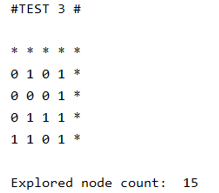 #TEST 3 #
* * * * *
0 1 0 1 *
0 0 0 1 *
0 1 1 1 *
1 1 0 1 *
Explored node count:  15